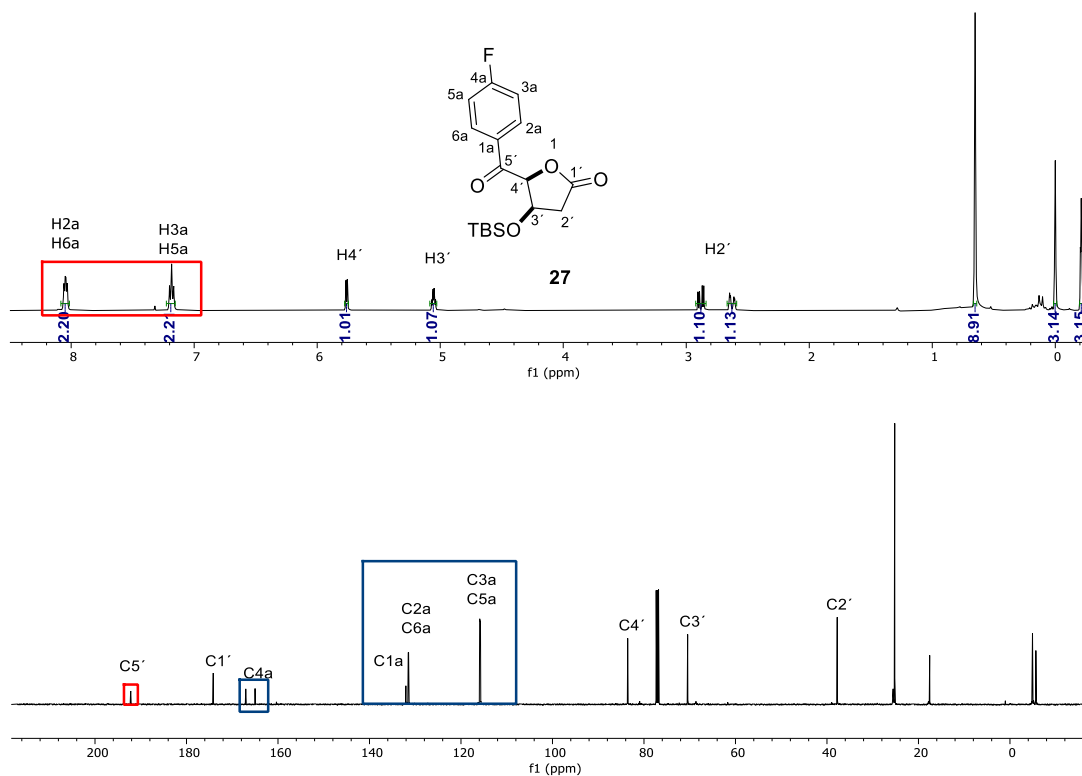 F
4a
3a
5a
2a
6a
1a
1
5´
O
1´
O
4´
O
3´
2´
TBSO
27
H2a
H6a
H3a
H5a
H4´
H3´
H2´
2.20
2.21
1.01
1.07
1.10
1.13
8.91
3.14
3.15
8 7 6 5 4 3 2 1 0
f1 (ppm)
C5´
C1´
C4a
C1a
C2a
C6a
C3a
C5a
C4´
C3´
C2´
200 180 160 140 120 100 80 60 40 20 0
f1 (ppm)